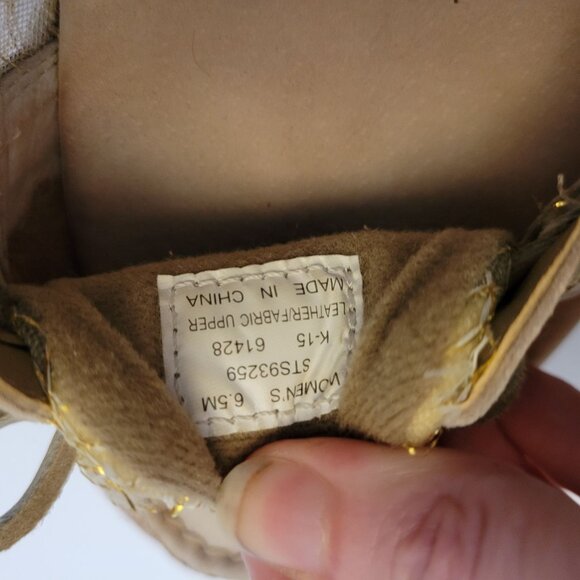 WOMEN'S 6.5M
STS93259
K-15 61428
LEATHER/FABRIC UPPER
MADE IN CHINA